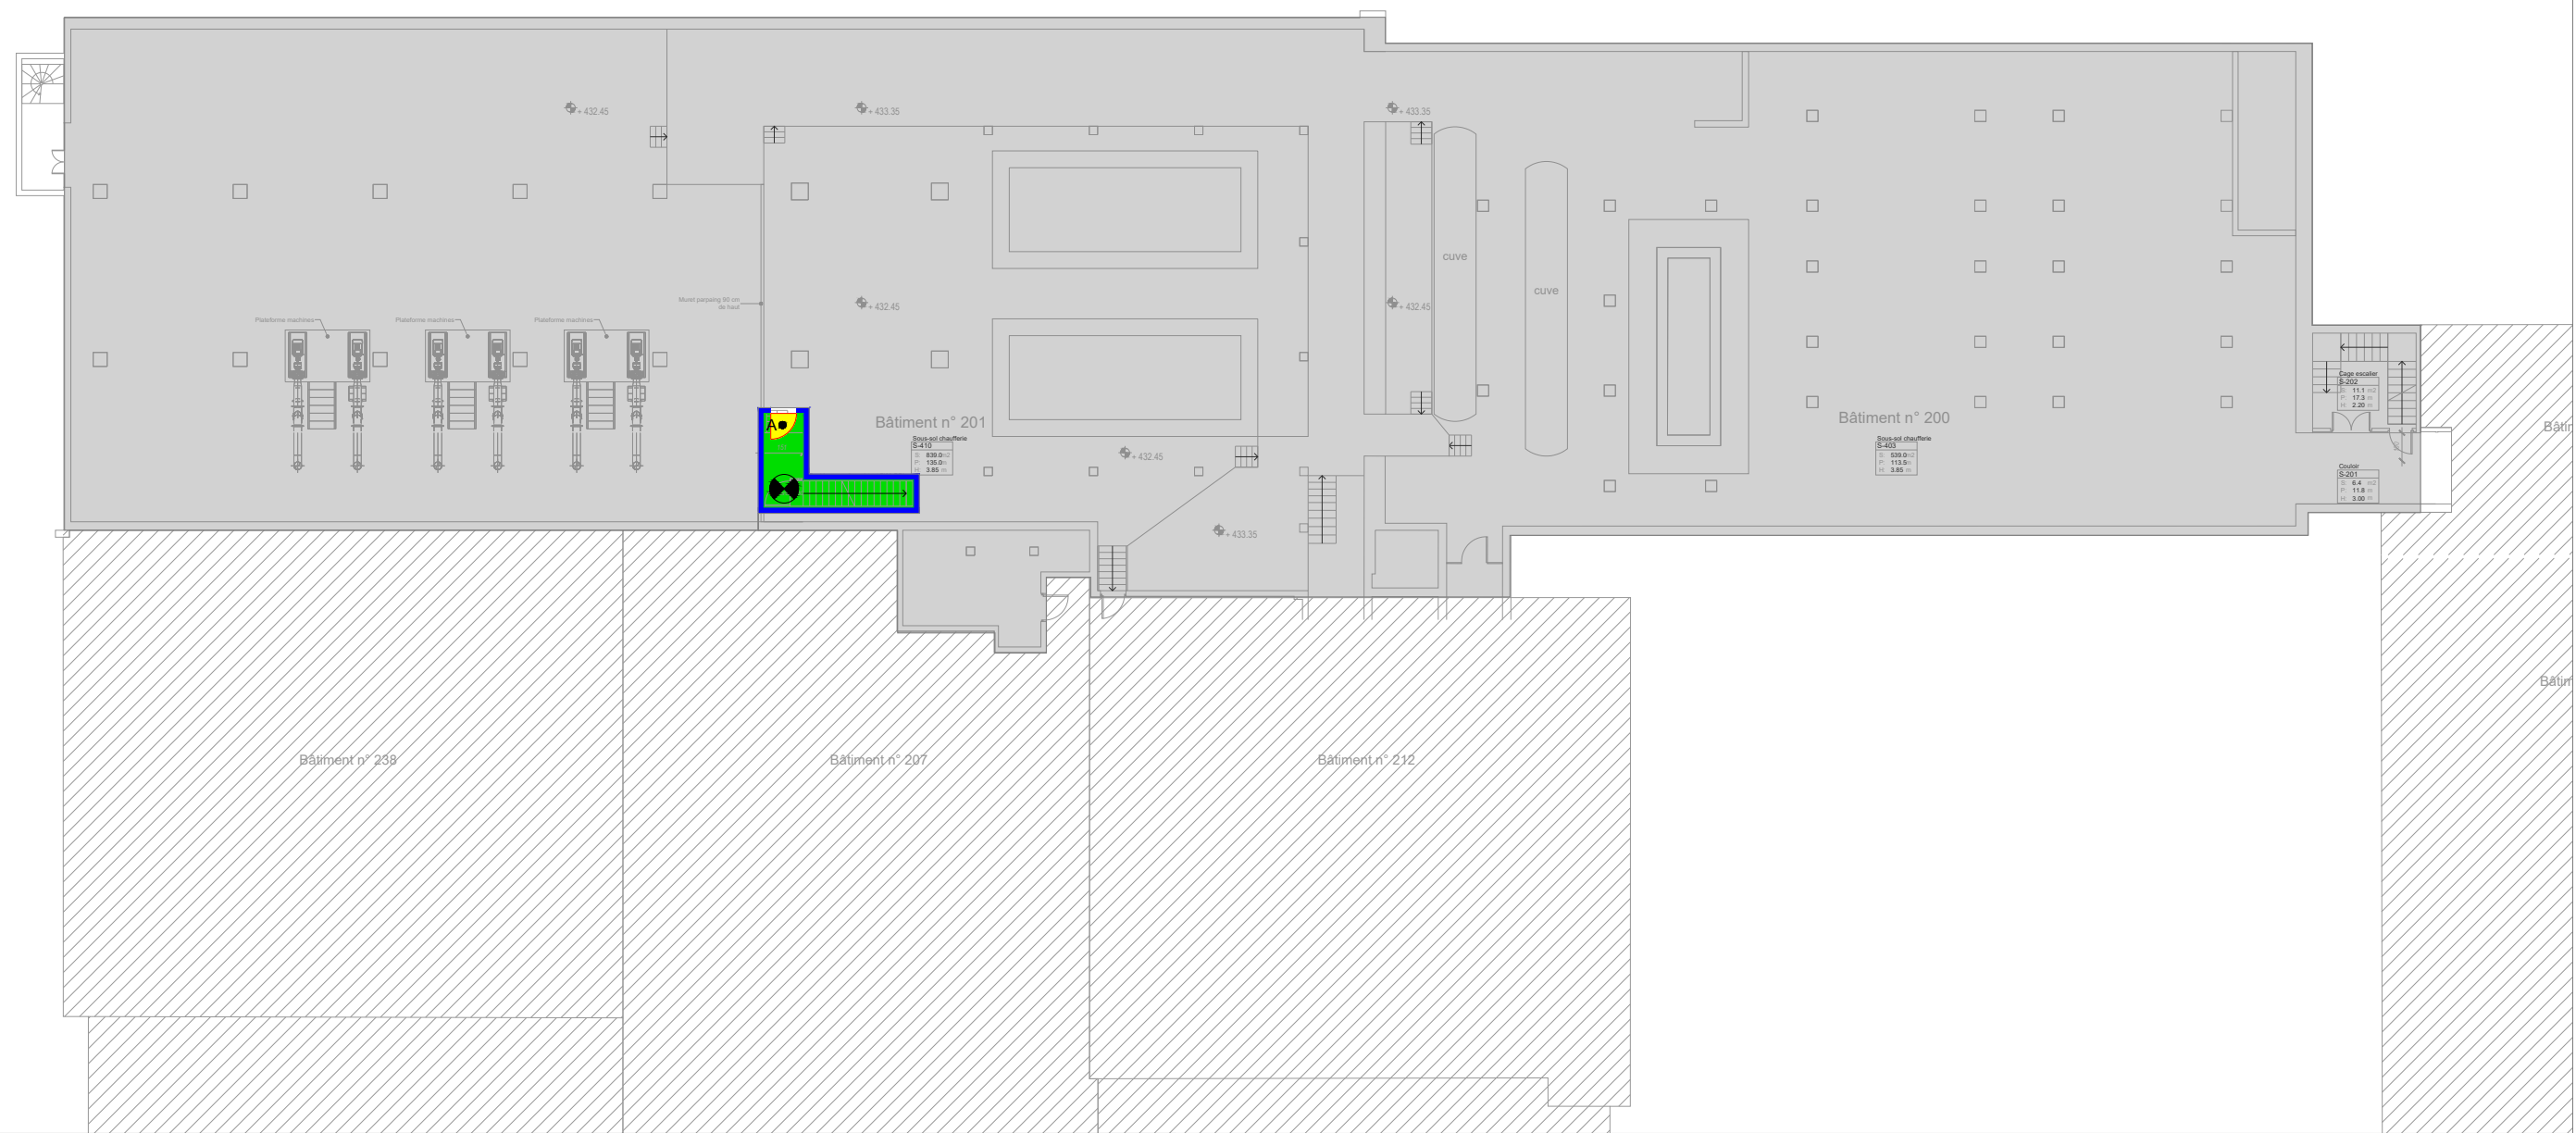 + 432.45
+ 433.35
+ 433.35
cuve
cuve
Muret parpaing 90 cm
de haut
+ 432.45
+ 432.45
Plateforme machines
Plateforme machines
Plateforme machines
A
Bâtiment n° 201
Sous-sol chaufferie
S-410
S: 839.0 m2
P: 135.0 m
H: 3.85 m
+ 432.45
+ 433.35
Bâtiment n° 200
Sous-sol chaufferie
S-403
S: 539.0 m2
P: 113.5 m
H: 3.85 m
Cage escalier
S-202
S: 11.1 m2
P: 17.3 m
H: 2.20 m
Couloir
S-201
S: 6.4 m2
P: 11.8 m
H: 3.00 m
Bâtin
Bâtim
Bâtiment n° 238
Bâtiment n° 207
Bâtiment n° 212